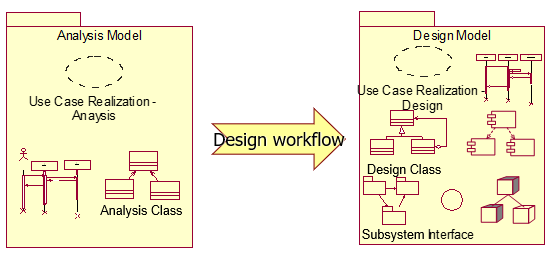 Analysis Model
Use Case Realization -
Anaysis
Analysis Class
Design workflow
Design Model
Use Case Realization -
Design
Design Class
Subsystem Interface